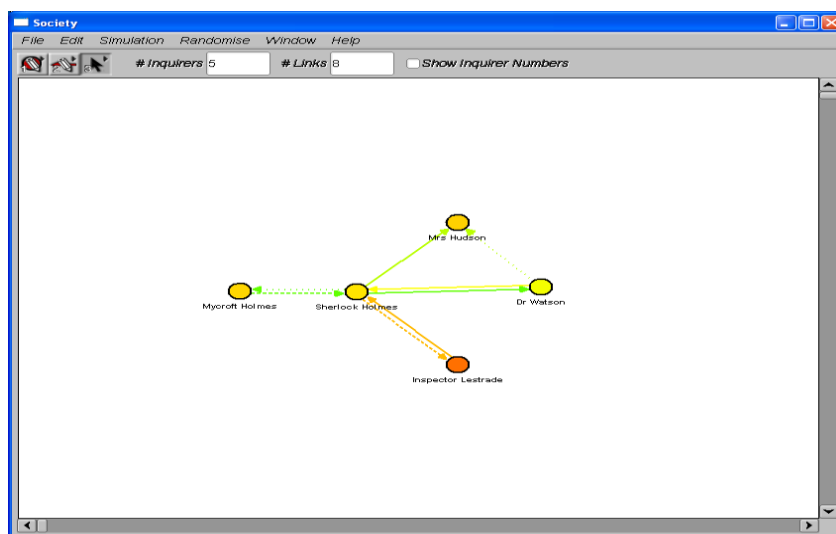 Society
File Edit Simulation Randomise Window Help
# Inquirers 5 # Links 8 Show Inquirer Numbers
Mrs Hudson
Mycroft Holmes Sherlock Holmes Dr Watson
Inspector Lestrade